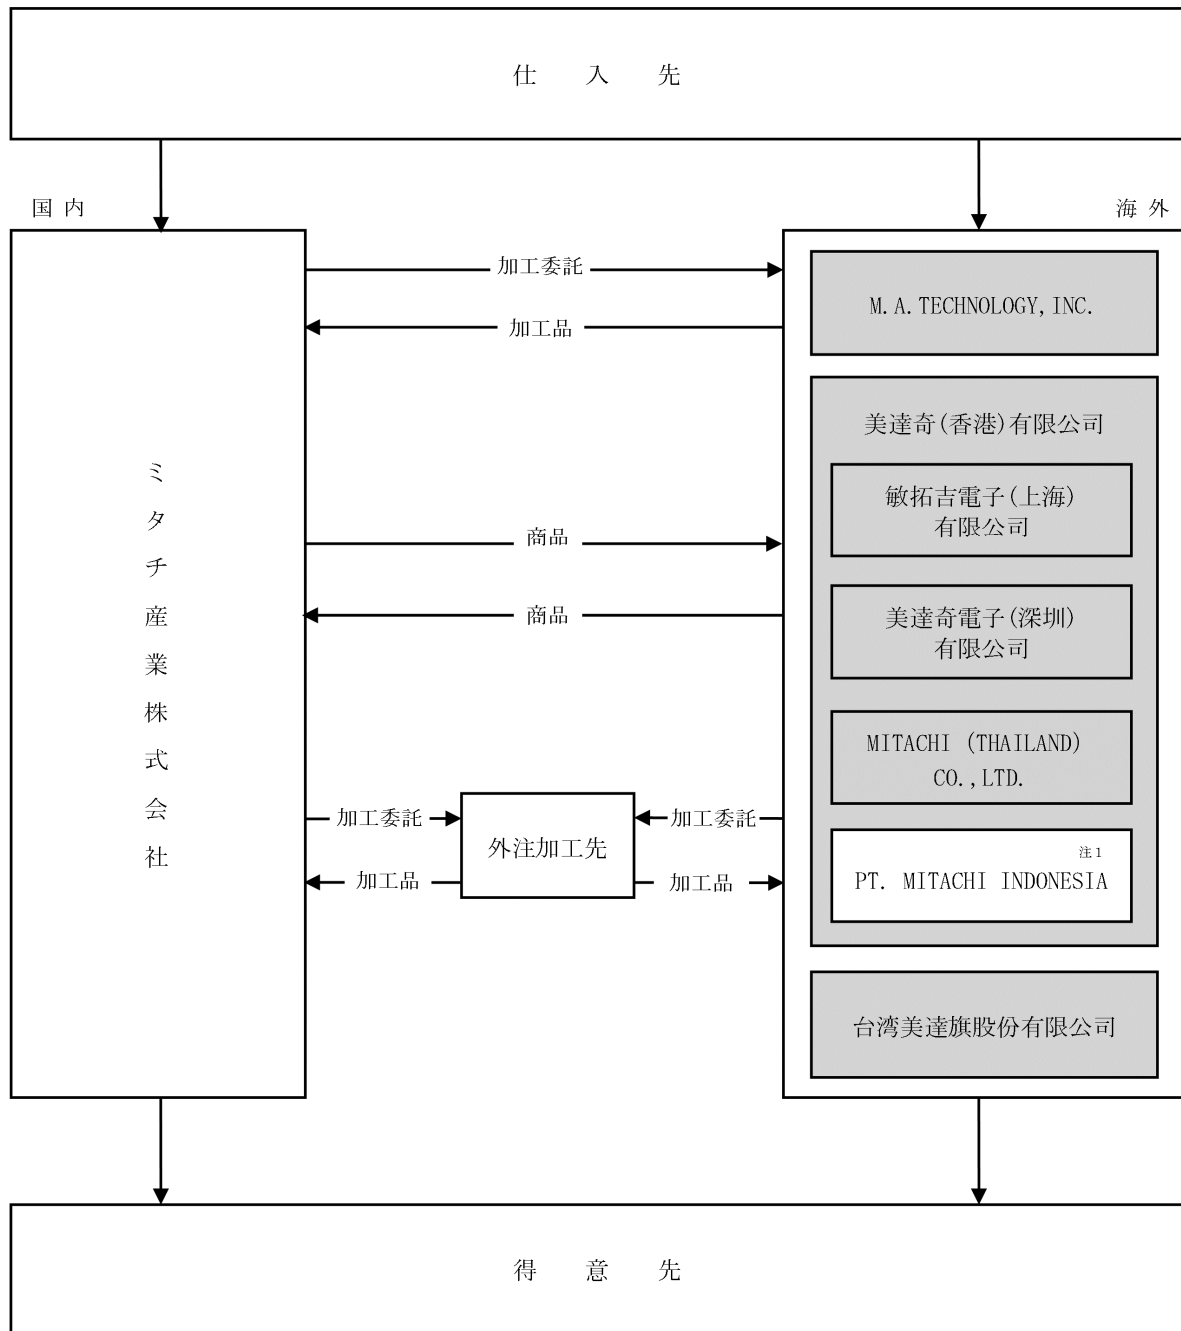 仕 入 先
国 内
海 外
加工委託
加工品
M.A.TECHNOLOGY,INC.
美達奇(香港)有限公司
敏拓吉電子(上海)
有限公司
商品
商品
美達奇電子(深圳)
有限公司
ミタチ産業株式会社
MITACHI (THAILAND)
CO.,LTD.
加工委託
外注加工先
加工委託
加工品
加工品
注1
PT. MITACHI INDONESIA
台湾美達旗股份有限公司
得 意 先